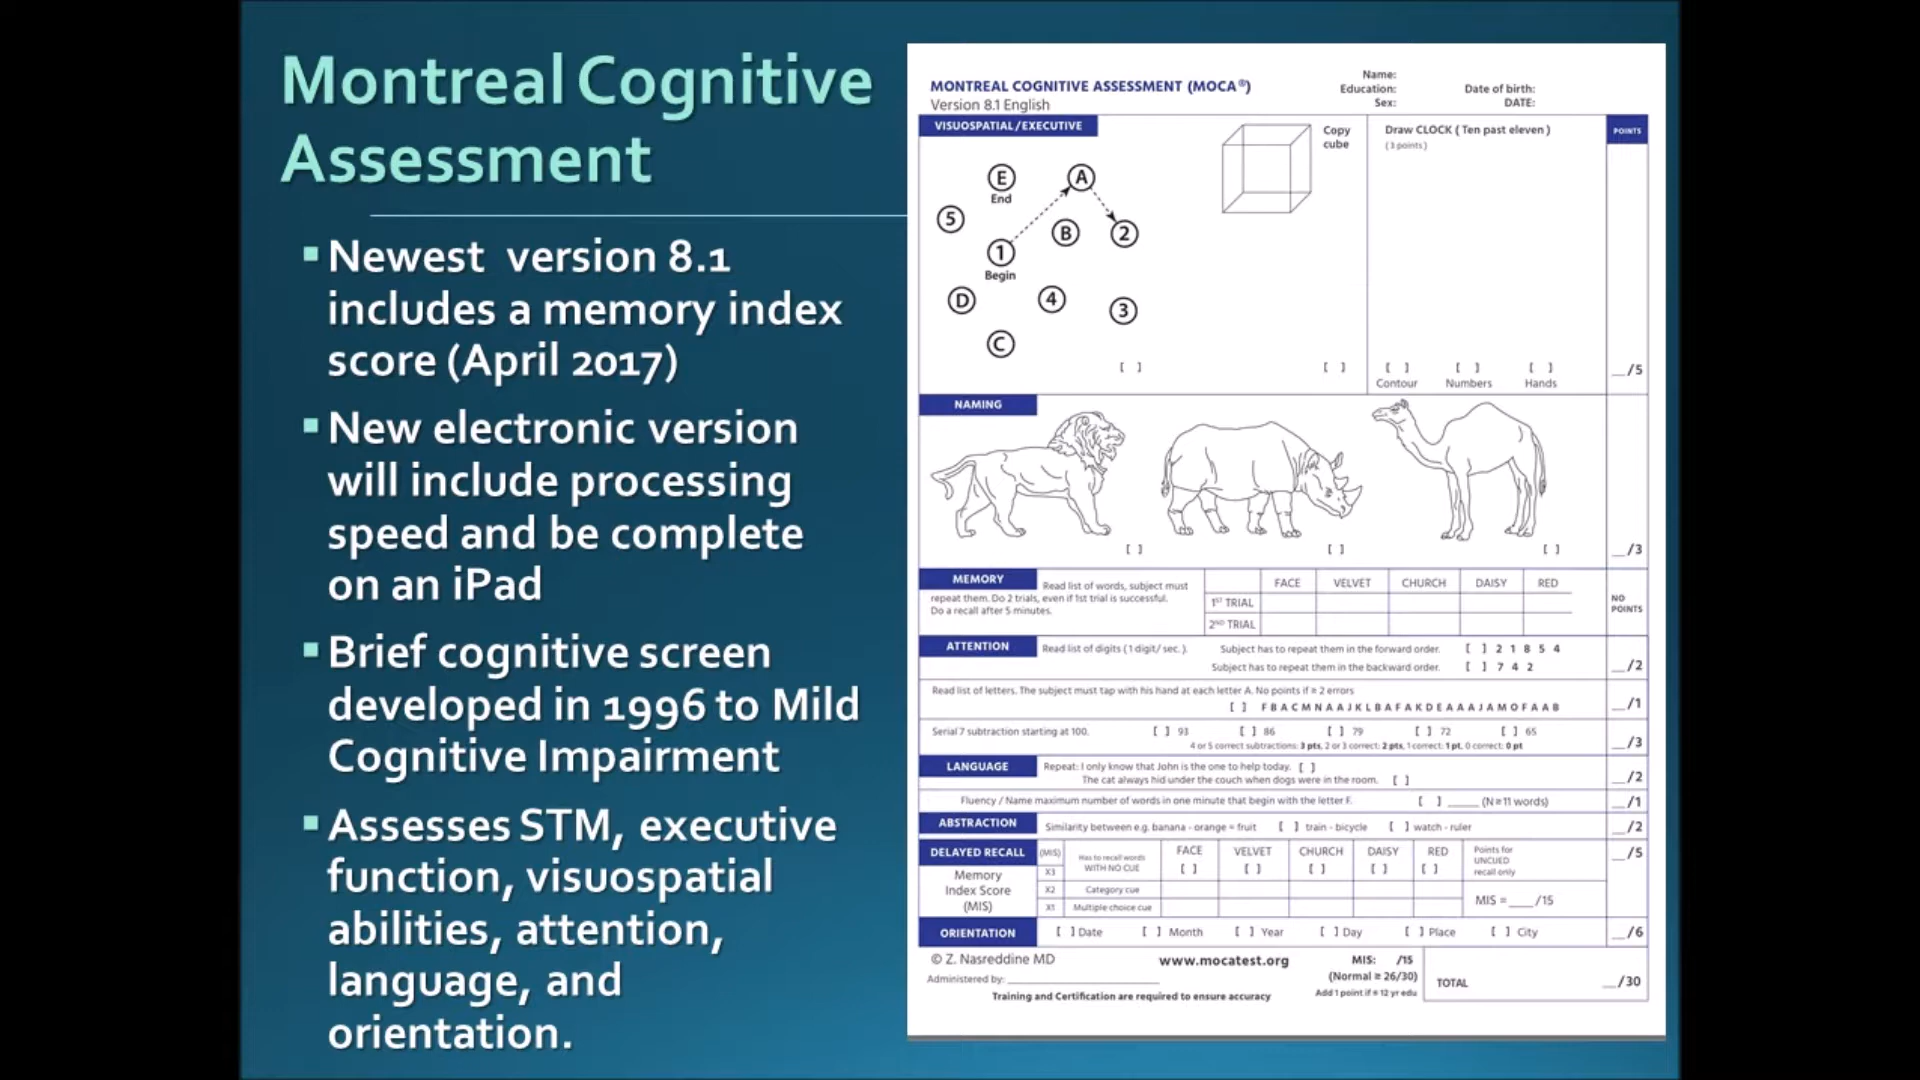 Montreal Cognitive
Assessment
Newest version 8.1
includes a memory index
score (April 2017)
New electronic version
will include processing
speed and be complete
on an iPad
Brief cognitive screen
developed in 1996 to Mild
Cognitive Impairment
Assesses STM, executive
function, visuospatial
abilities, attention,
language, and
orientation.
MONTREAL COGNITIVE ASSESSMENT (MOCA®)
Version 8.1 English
Name:
Education:
Sex:
Date of birth:
DATE:
VISUOSPATIAL / EXECUTIVE
Copy
cube
Draw CLOCK ( Ten past eleven )
( 3 points )
POINTS
E
End
A
5
B
2
1
Begin
D
4
3
C
[ ]
[ ]
[ ] [ ] [ ]
Contour Numbers Hands
__/5
NAMING
[ ] [ ] [ ]
__/3
MEMORY
Read list of words, subject must
repeat them. Do 2 trials, even if 1st trial is successful.
Do a recall after 5 minutes.
FACE VELVET CHURCH DAISY RED
1ST TRIAL
2ND TRIAL
NO
POINTS
ATTENTION
Read list of digits ( 1 digit/ sec. ).
Subject has to repeat them in the forward order. [ ] 2 1 8 5 4
Subject has to repeat them in the backward order. [ ] 7 4 2
__/2
Read list of letters. The subject must tap with his hand at each letter A. No points if ≥ 2 errors
[ ] F B A C M N A A J K L B A F A K D E A A A J A M O F A A B
__/1
Serial 7 subtraction starting at 100. [ ] 93 [ ] 86 [ ] 79 [ ] 72 [ ] 65
4 or 5 correct subtractions: 3 pts, 2 or 3 correct: 2 pts, 1 correct: 1 pt, 0 correct: 0 pt
__/3
LANGUAGE
Repeat: I only know that John is the one to help today. [ ]
The cat always hid under the couch when dogs were in the room. [ ]
__/2
Fluency / Name maximum number of words in one minute that begin with the letter F. [ ] _____ (N ≥ 11 words)
__/1
ABSTRACTION
Similarity between e.g. banana - orange = fruit [ ] train - bicycle [ ] watch - ruler
__/2
DELAYED RECALL
(MIS)
Has to recall words
WITH NO CUE
FACE VELVET CHURCH DAISY RED
[ ] [ ] [ ] [ ] [ ]
Points for
UNCUED
recall only
__/5
Memory
Index Score
(MIS)
X3
X2 Category cue
X1 Multiple choice cue
MIS = ____/15
ORIENTATION
[ ] Date [ ] Month [ ] Year [ ] Day [ ] Place [ ] City
__/6
© Z. Nasreddine MD
www.mocatest.org
MIS: /15
(Normal ≥ 26/30)
Add 1 point if ≤ 12 yr edu
Administered by:
Training and Certification are required to ensure accuracy
TOTAL
__/30